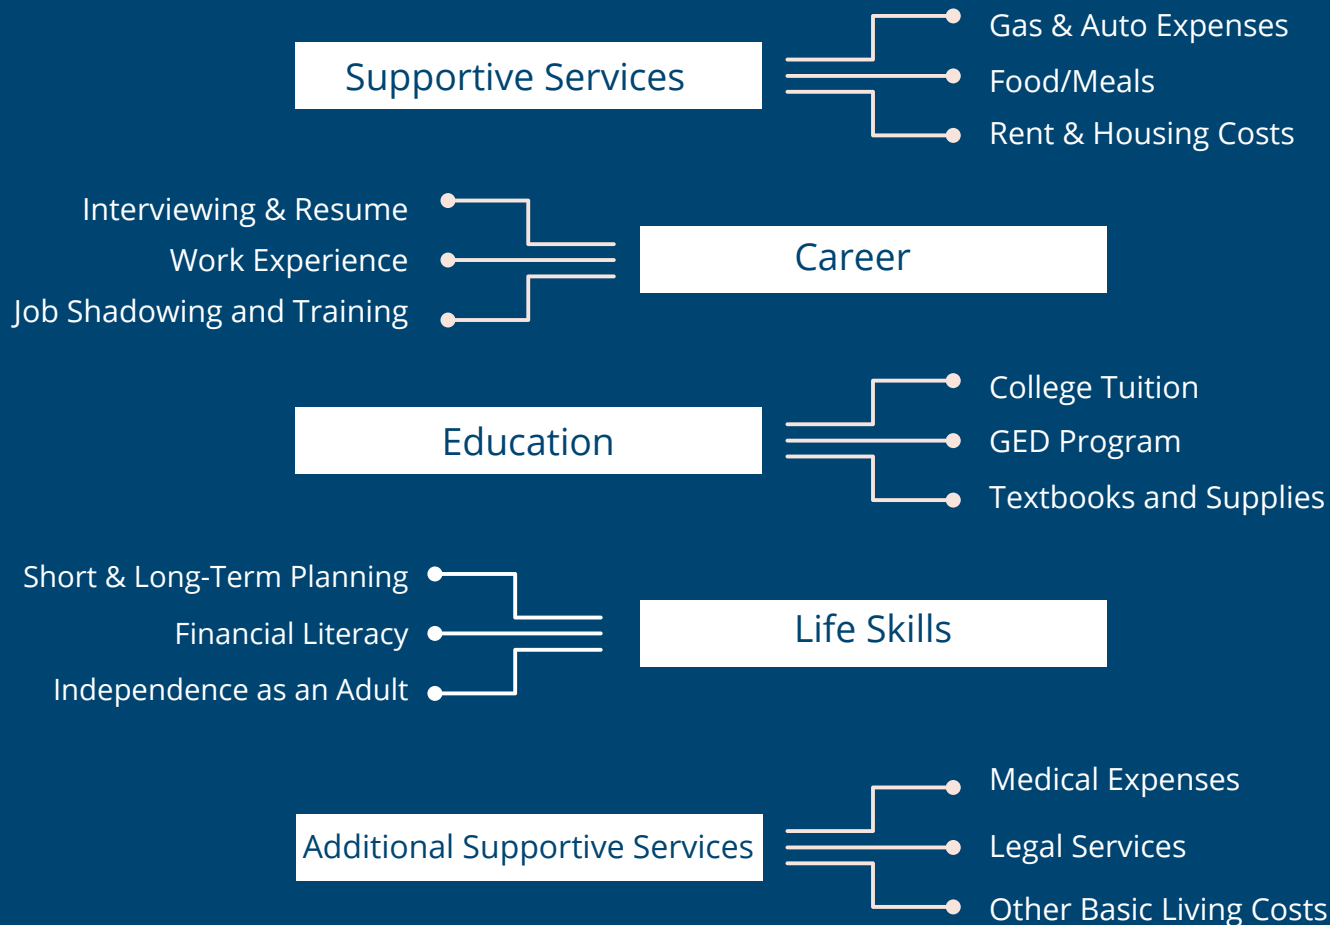 Supportive Services
Gas & Auto Expenses
Food/Meals
Rent & Housing Costs
Interviewing & Resume
Work Experience
Job Shadowing and Training
Career
Education
College Tuition
GED Program
Textbooks and Supplies
Short & Long-Term Planning
Financial Literacy
Independence as an Adult
Life Skills
Additional Supportive Services
Medical Expenses
Legal Services
Other Basic Living Costs